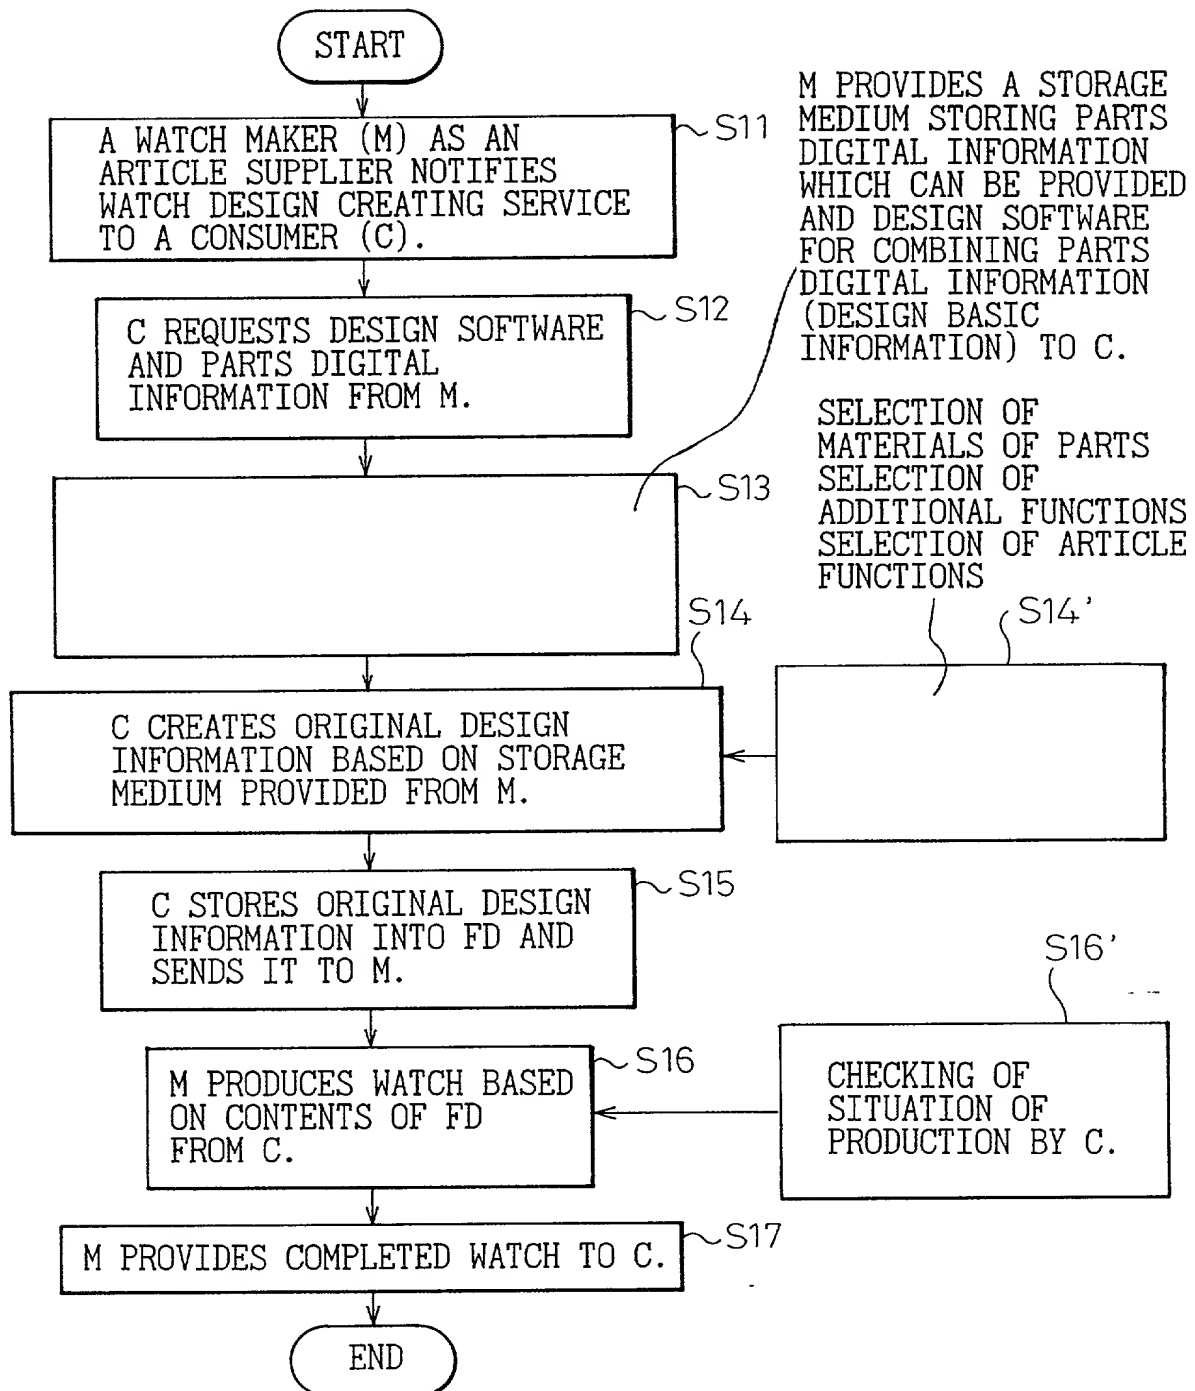 START
A WATCH MAKER (M) AS AN
ARTICLE SUPPLIER NOTIFIES
WATCH DESIGN CREATING SERVICE
TO A CONSUMER (C).
S11
C REQUESTS DESIGN SOFTWARE
AND PARTS DIGITAL
INFORMATION FROM M.
S12
M PROVIDES A STORAGE
MEDIUM STORING PARTS
DIGITAL INFORMATION
WHICH CAN BE PROVIDED
AND DESIGN SOFTWARE
FOR COMBINING PARTS
DIGITAL INFORMATION
(DESIGN BASIC
INFORMATION) TO C.
S13
SELECTION OF
MATERIALS OF PARTS
SELECTION OF
ADDITIONAL FUNCTIONS
SELECTION OF ARTICLE
FUNCTIONS
S14'
S14
C CREATES ORIGINAL DESIGN
INFORMATION BASED ON STORAGE
MEDIUM PROVIDED FROM M.
S15
C STORES ORIGINAL DESIGN
INFORMATION INTO FD AND
SENDS IT TO M.
S16
M PRODUCES WATCH BASED
ON CONTENTS OF FD
FROM C.
S16'
CHECKING OF
SITUATION OF
PRODUCTION BY C.
S17
M PROVIDES COMPLETED WATCH TO C.
END